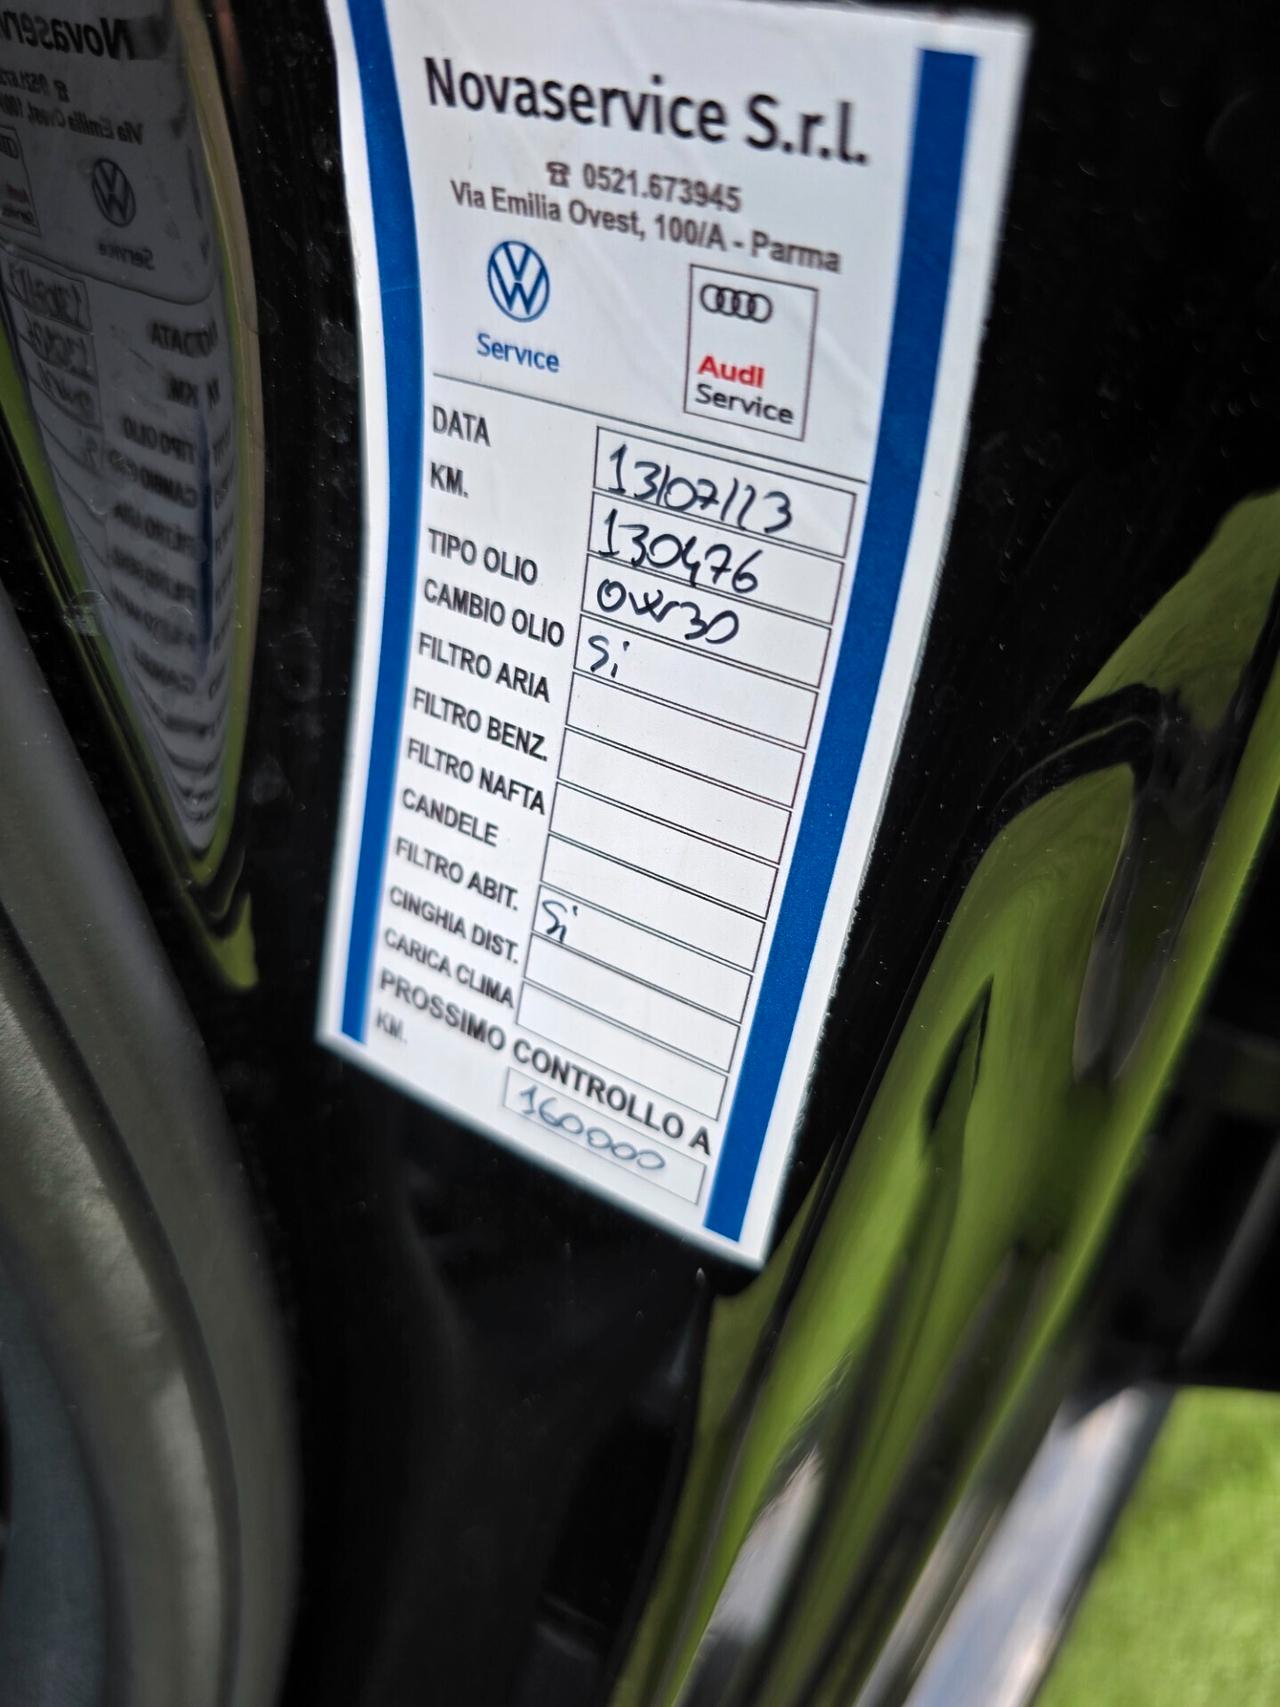 Novaservice S.r.l.
☎ 0521.673945
Via Emilia Ovest, 100/A - Parma
Service
Audi
Service
DATA 13/07/23
KM. 130476
TIPO OLIO 0W30
CAMBIO OLIO Si
FILTRO ARIA
FILTRO BENZ.
FILTRO NAFTA
CANDELE
FILTRO ABIT. Si
CINGHIA DIST.
CARICA CLIMA
PROSSIMO CONTROLLO A
KM. 160000